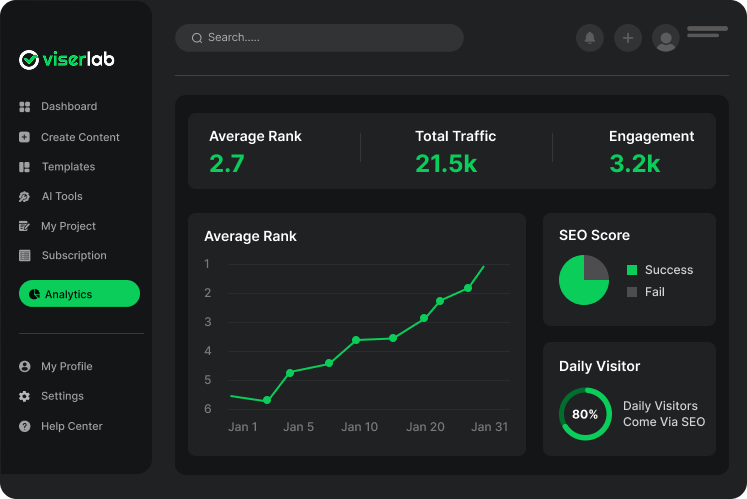 viserlab
Search.....
Dashboard
Create Content
Templates
AI Tools
My Project
Subscription
Analytics
My Profile
Settings
Help Center
Average Rank
2.7
Total Traffic
21.5k
Engagement
3.2k
Average Rank
1
2
3
4
5
6
Jan 1
Jan 5
Jan 10
Jan 20
Jan 31
SEO Score
Success
Fail
Daily Visitor
80%
Daily Visitors
Come Via SEO